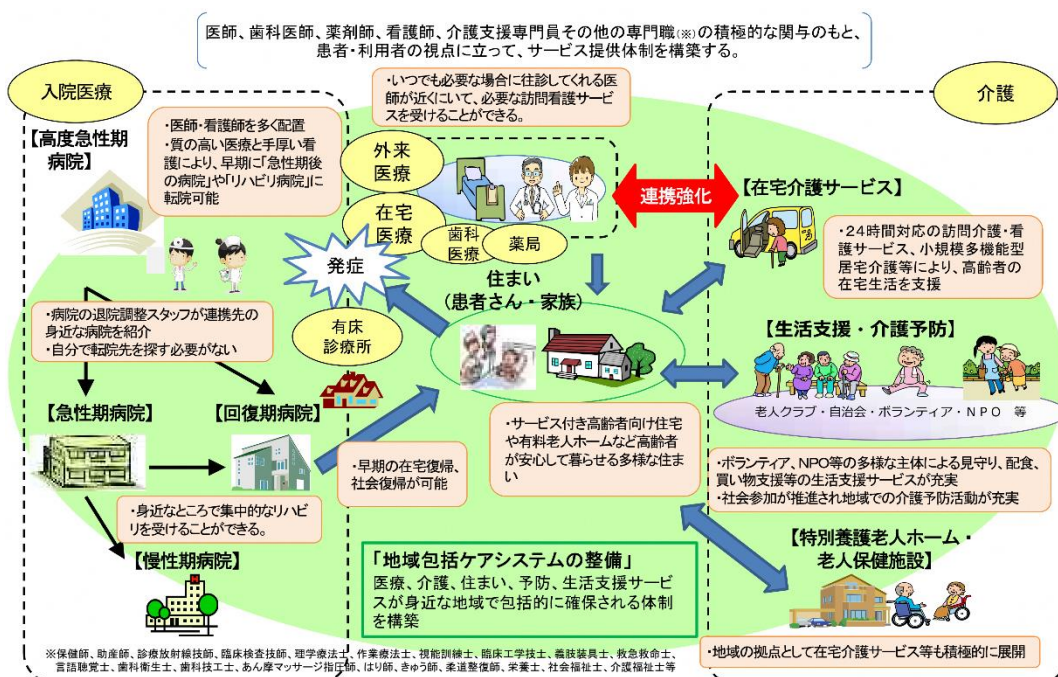 医師、歯科医師、薬剤師、看護師、介護支援専門員その他の専門職(※)の積極的な関与のもと、
患者・利用者の視点に立って、サービス提供体制を構築する。
入院医療
介護
・いつでも必要な場合に往診してくれる医
師が近くにいて、必要な訪問看護サービ
スを受けることができる。
【高度急性期
病院】
・医師・看護師を多く配置
・質の高い医療と手厚い看
護により、早期に「急性期後
の病院」や「リハビリ病院」に
転院可能
外来
医療
在宅
医療
歯科
医療
薬局
連携強化
【在宅介護サービス】
・24時間対応の訪問介護・看
護サービス、小規模多機能型
居宅介護等により、高齢者の
在宅生活を支援
発症
住まい
(患者さん・家族)
・病院の退院調整スタッフが連携先の
身近な病院を紹介
・自分で転院先を探す必要がない
有床
診療所
【生活支援・介護予防】
老人クラブ・自治会・ボランティア・NPO 等
【急性期病院】
【回復期病院】
・早期の在宅復帰、
社会復帰が可能
・サービス付き高齢者向け住宅
や有料老人ホームなど高齢者
が安心して暮らせる多様な住ま
い
・ボランティア、NPO等の多様な主体による見守り、配食、
買い物支援等の生活支援サービスが充実
・社会参加が推進され地域での介護予防活動が充実
・身近なところで集中的なリハビ
リを受けることができる。
【慢性期病院】
「地域包括ケアシステムの整備」
医療、介護、住まい、予防、生活支援サービ
スが身近な地域で包括的に確保される体制
を構築
【特別養護老人ホーム・
老人保健施設】
・地域の拠点として在宅介護サービス等も積極的に展開
※保健師、助産師、診療放射線技師、臨床検査技師、理学療法士、作業療法士、視能訓練士、臨床工学技士、義肢装具士、救急救命士、
言語聴覚士、歯科衛生士、歯科技工士、あん摩マッサージ指圧師、はり師、きゅう師、柔道整復師、栄養士、社会福祉士、介護福祉士等